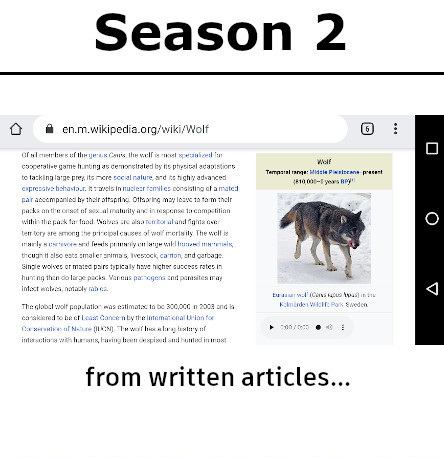 Season 2
en.m.wikipedia.org/wiki/Wolf
6
Of all members of the genus Canis, the wolf is most specialized for
cooperative game hunting as demonstrated by its physical adaptations
to tackling large prey, its more social nature, and its highly advanced
expressive behaviour. It travels in nuclear families consisting of a mated
pair accompanied by their offspring. Offspring may leave to form their
packs on the onset of sexual maturity and in response to competition
within the pack for food. Wolves are also territorial and fights over
territory are among the principal causes of wolf mortality. The wolf is
mainly a carnivore and feeds primarily on large wild hooved mammals,
though it also eats smaller animals, livestock, carrion, and garbage.
Single wolves or mated pairs typically have higher success rates in
hunting than do large packs. Various pathogens and parasites may
infect wolves, notably rabies.
The global wolf population was estimated to be 300,000 in 2003 and is
considered to be of Least Concern by the International Union for
Conservation of Nature (IUCN). The wolf has a long history of
interactions with humans, having been despised and hunted in most
Wolf
Temporal range: Middle Pleistocene–present
(810,000–0 years BP)[1]
Eurasian wolf (Canis lupus lupus) in the
Kolmården Wildlife Park, Sweden.
0:00 / 0:00
from written articles...